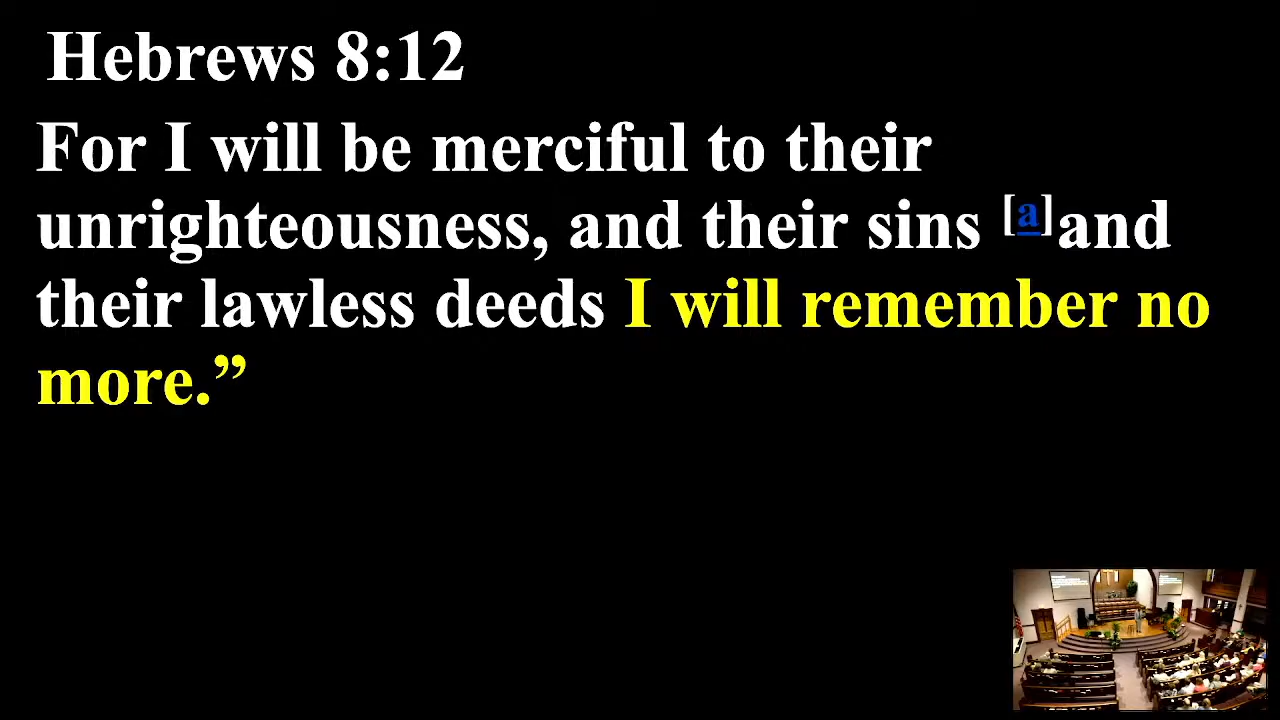 Hebrews 8:12
For I will be merciful to their
unrighteousness, and their sins [a]and
their lawless deeds I will remember no
more.”